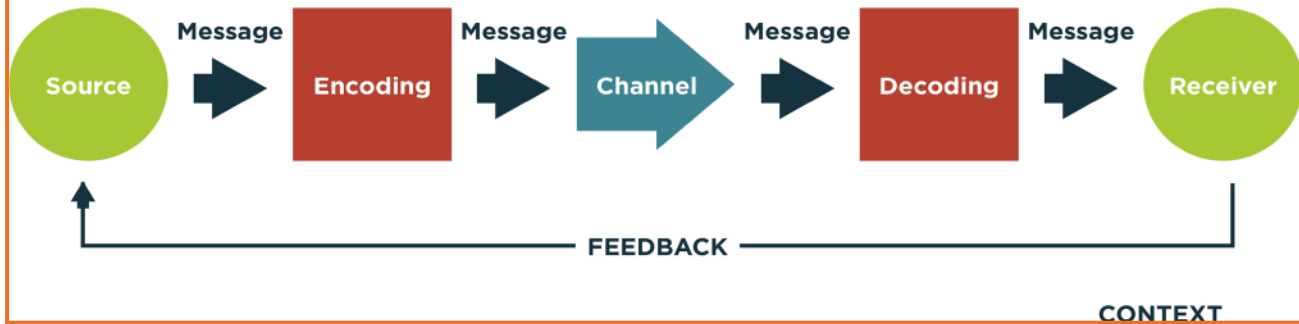 Message Message Message Message
Source Encoding Channel Decoding Receiver
FEEDBACK
CONTEXT